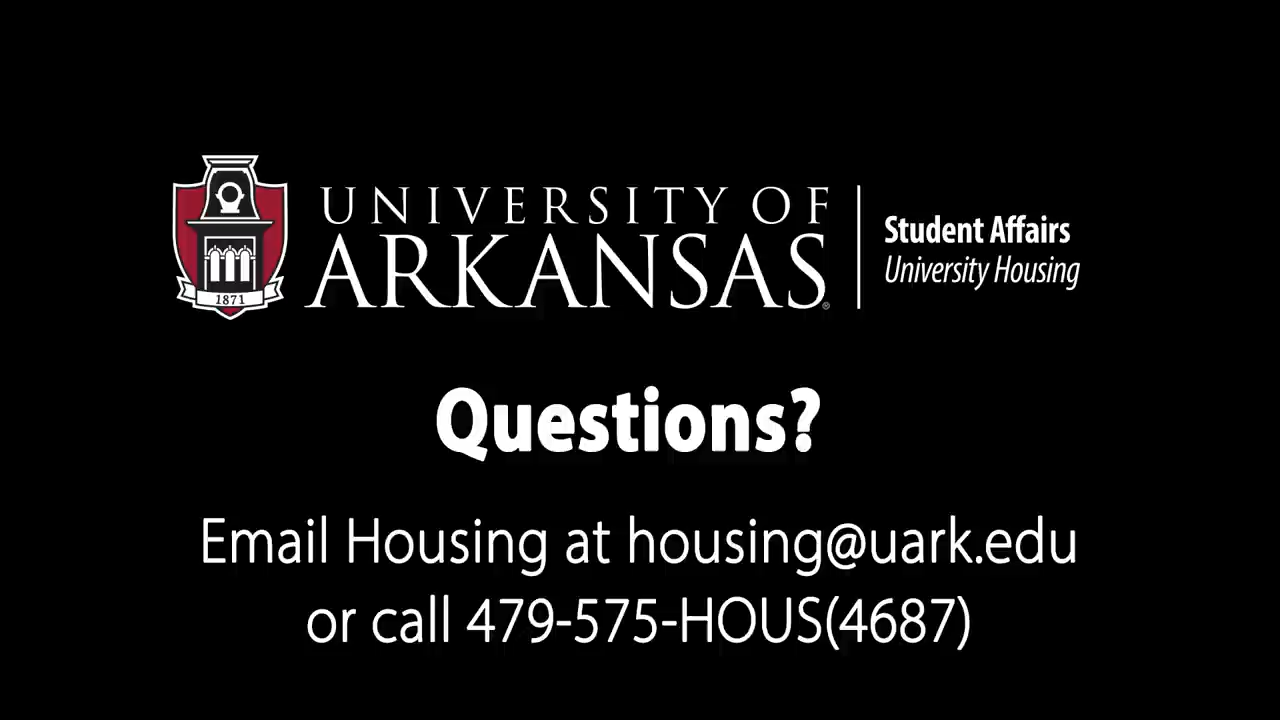 1871
UNIVERSITY OF
ARKANSAS®
Student Affairs
University Housing
Questions?
Email Housing at housing@uark.edu
or call 479-575-HOUS(4687)